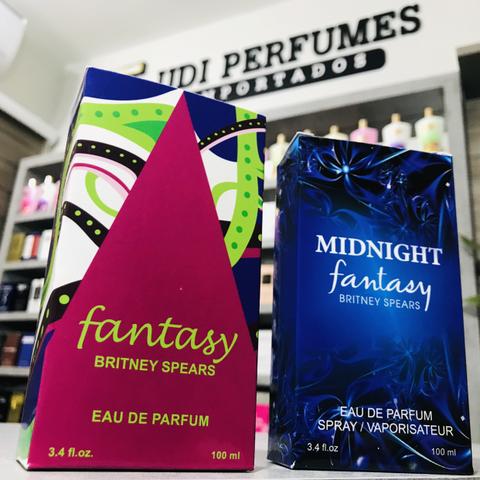 UDI PERFUMES
IMPORTADOS
fantasy
BRITNEY SPEARS
EAU DE PARFUM
3.4 fl.oz. 100 ml
MIDNIGHT
fantasy
BRITNEY SPEARS
EAU DE PARFUM
SPRAY / VAPORISATEUR
3.4 fl.oz. 100 ml